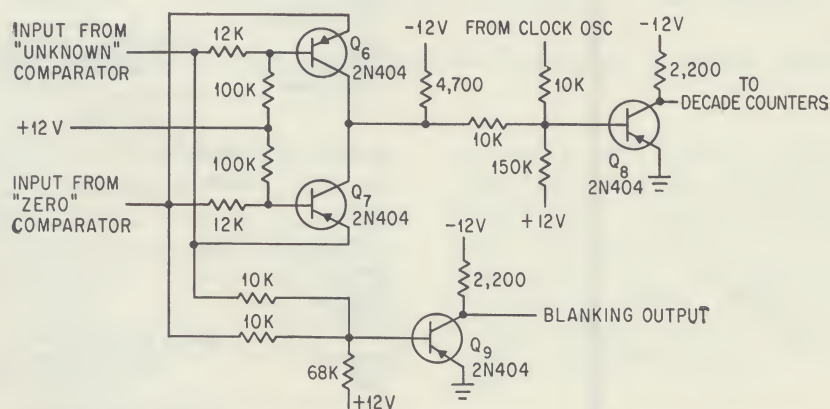 INPUT FROM
"UNKNOWN"
COMPARATOR
12K
Q6
2N404
100K
+12 V
100K
INPUT FROM
"ZERO"
COMPARATOR
12K
Q7
2N404
-12V
4,700
FROM CLOCK OSC
10K
10K
150K
+12V
-12V
2,200
TO
DECADE COUNTERS
Q8
2N404
10K
10K
68K
+12V
-12V
2,200
BLANKING OUTPUT
Q9
2N404